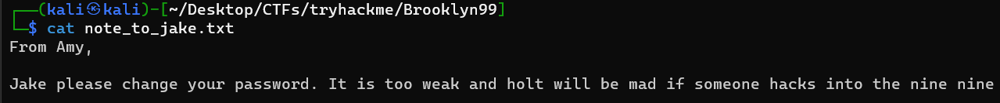 ┌──(kali㉿kali)-[~/Desktop/CTFs/tryhackme/Brooklyn99]
└─$ cat note_to_jake.txt
From Amy,
Jake please change your password. It is too weak and holt will be mad if someone hacks into the nine nine